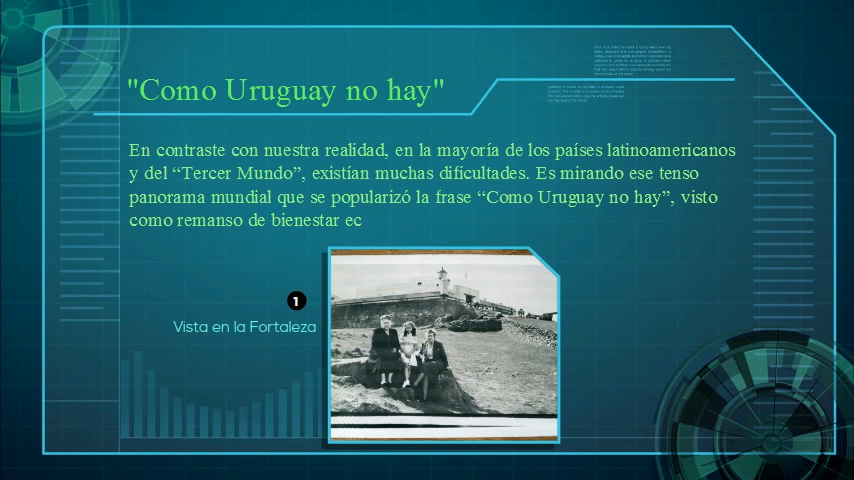 "Como Uruguay no hay"
En contraste con nuestra realidad, en la mayoría de los países latinoamericanos
y del “Tercer Mundo”, existían muchas dificultades. Es mirando ese tenso
panorama mundial que se popularizó la frase “Como Uruguay no hay”, visto
como remanso de bienestar ec
1
Vista en la Fortaleza